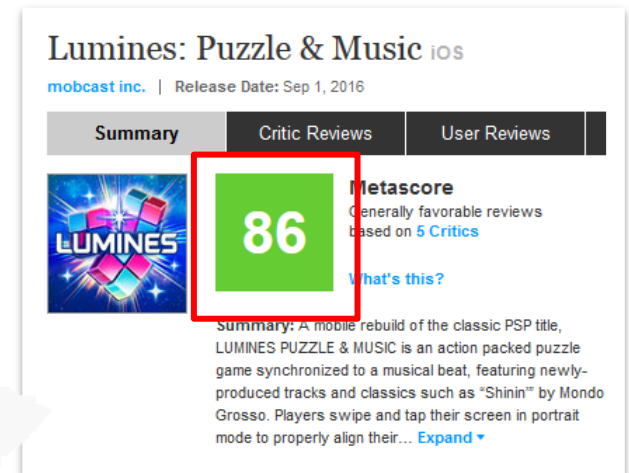 Lumines: Puzzle & Music iOS
mobcast inc. | Release Date: Sep 1, 2016
Summary Critic Reviews User Reviews
LUMINES
86
Metascore
Generally favorable reviews
based on 5 Critics
What's this?
Summary: A mobile rebuild of the classic PSP title,
LUMINES PUZZLE & MUSIC is an action packed puzzle
game synchronized to a musical beat, featuring newly-
produced tracks and classics such as “Shinin’” by Mondo
Grosso. Players swipe and tap their screen in portrait
mode to properly align their... Expand ▾